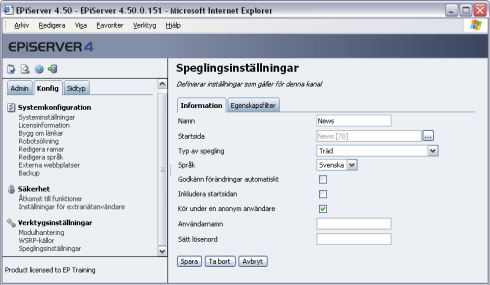 EPiServer 4.50 - EPiServer 4.50.0.151 - Microsoft Internet Explorer
Arkiv Redigera Visa Favoriter Verktyg Hjälp
EPiSERVER 4
Admin Konfig Sidtyp
Systemkonfiguration
Systeminställningar
Licensinformation
Bygg om länkar
Robotsökning
Redigera ramar
Redigera språk
Externa webbplatser
Backup
Säkerhet
Åtkomst till funktioner
Inställningar för extranätanvändare
Verktygsinställningar
Modulhantering
WSRP-källor
Speglingsinställningar
Product licensed to EP Training
Speglingsinställningar
Definierar inställningar som gäller för denna kanal
Information Egenskapsfilter
Namn News
Startsida News [76] ...
Typ av spegling Träd
Språk Svenska
Godkänn förändringar automatiskt
Inkludera startsidan
Kör under en anonym användare
Användarnamn
Sätt lösenord
Spara Ta bort Avbryt